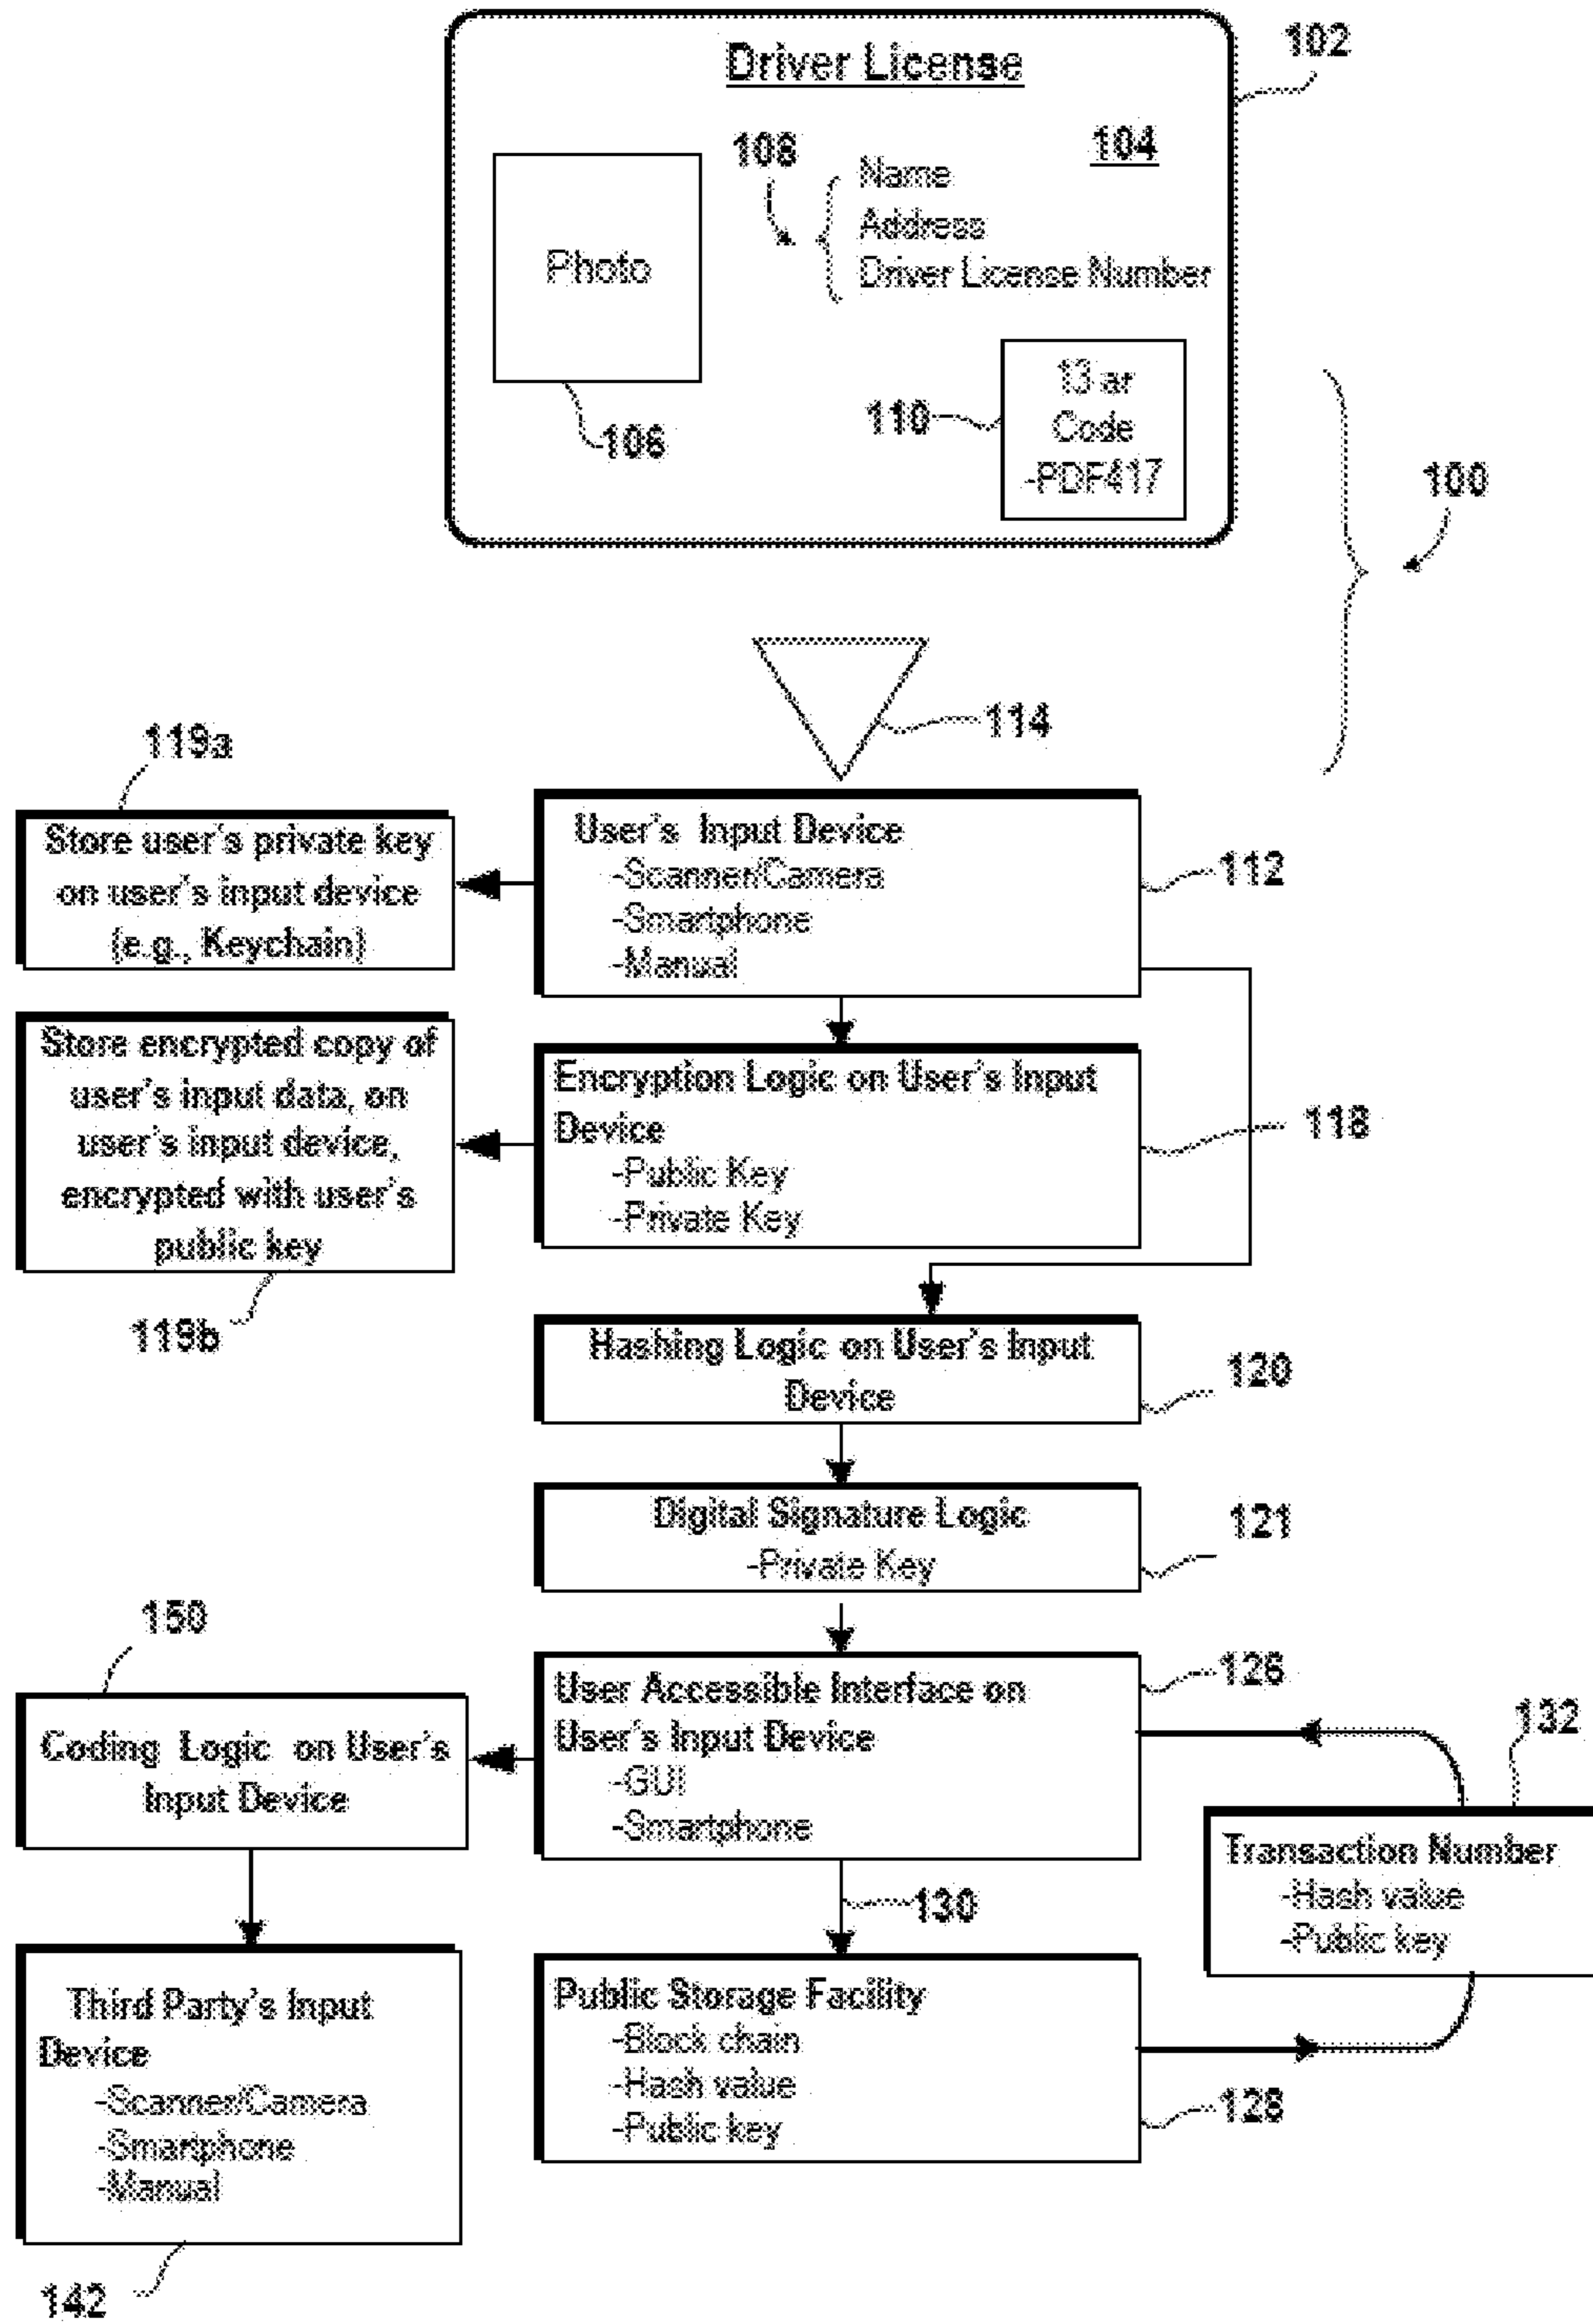 Driver License
102
104
108
Name
Address
Driver License Number
Photo
106
110
13 ar
Code
-PDF417
100
114
119a
Store user's private key
on user's input device
(e.g., Keychain)
User's Input Device
-Scanner/Camera
-Smartphone
-Manual
112
Store encrypted copy of
user's input data, on
user's input device,
encrypted with user's
public key
119b
Encryption Logic on User's Input
Device
-Public Key
-Private Key
118
Hashing Logic on User's Input
Device
120
Digital Signature Logic
-Private Key
121
150
Coding Logic on User's
Input Device
User Accessible Interface on
User's Input Device
-GUI
-Smartphone
126
132
Transaction Number
-Hash value
-Public key
130
Third Party's Input
Device
-Scanner/Camera
-Smartphone
-Manual
142
Public Storage Facility
-Block chain
-Hash value
-Public key
128